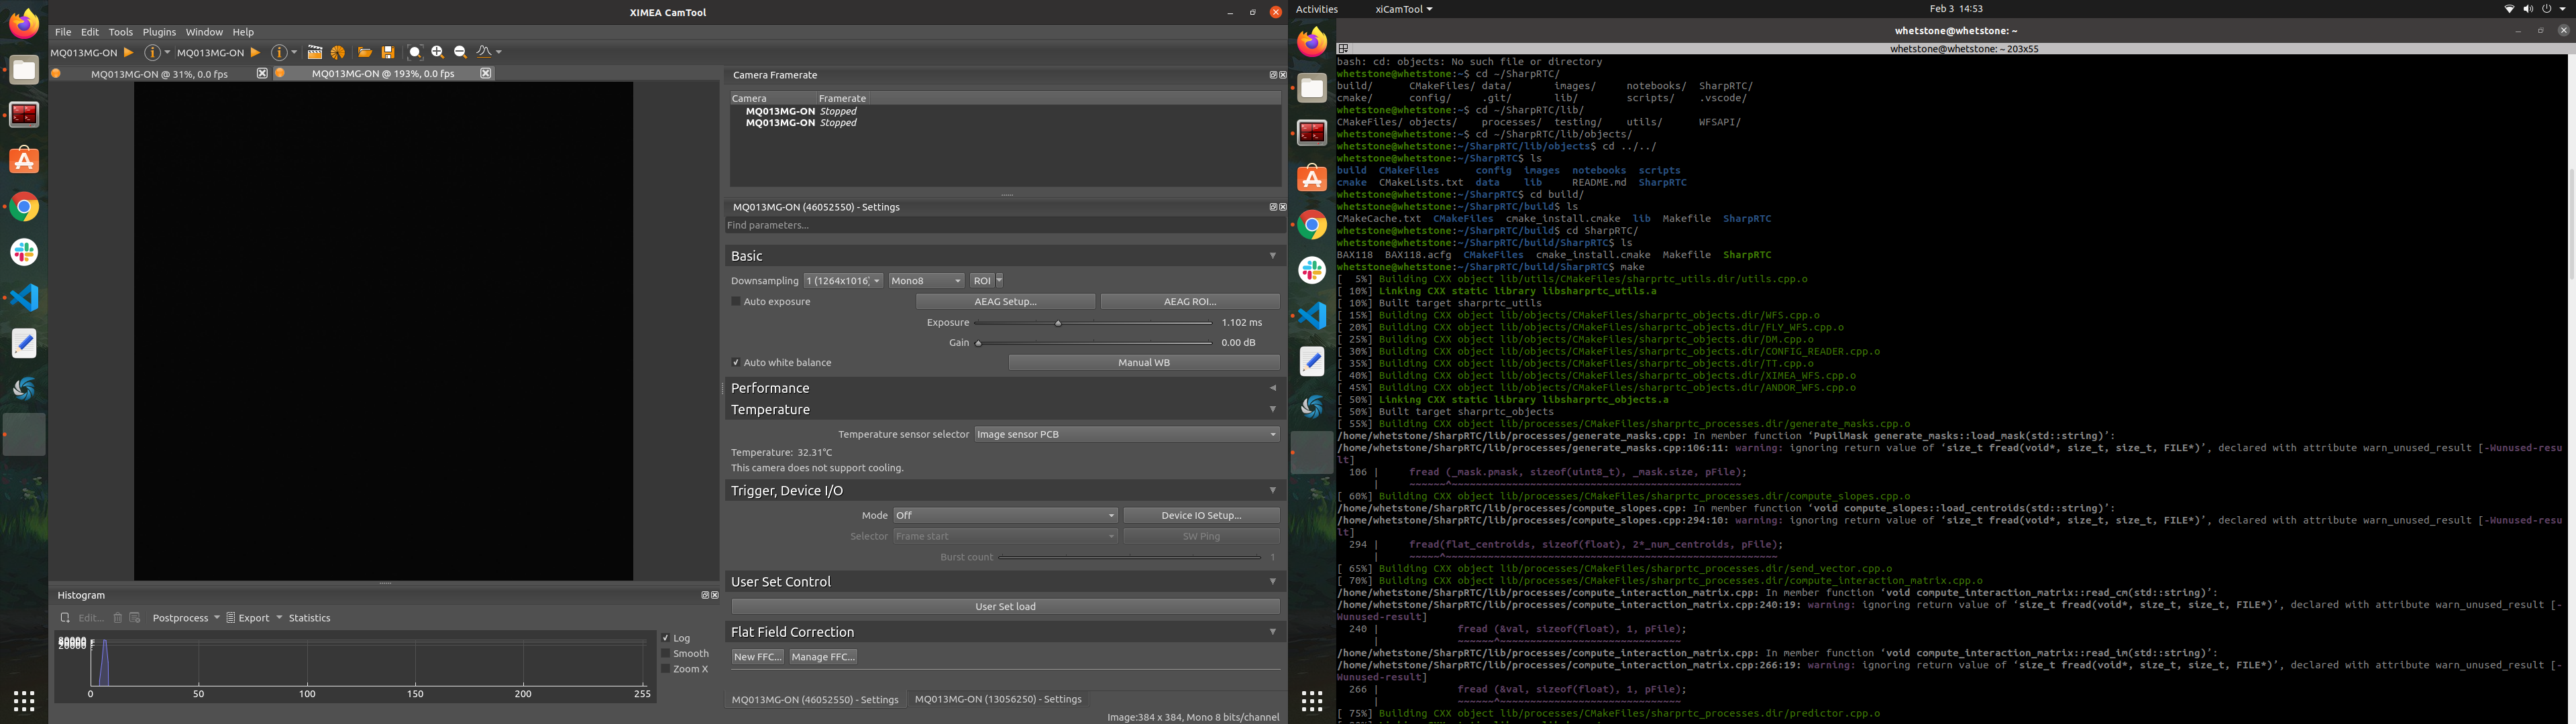 XIMEA CamTool
File Edit Tools Plugins Window Help
MQ013MG-ON MQ013MG-ON
MQ013MG-ON @ 31%, 0.0 fps MQ013MG-ON @ 193%, 0.0 fps
Camera Framerate
Camera Framerate
MQ013MG-ON Stopped
MQ013MG-ON Stopped
MQ013MG-ON (46052550) - Settings
Find parameters...
Basic
Downsampling 1 (1264x1016) Mono8 ROI
Auto exposure AEAG Setup... AEAG ROI...
Exposure 1.102 ms
Gain 0.00 dB
Auto white balance Manual WB
Performance
Temperature
Temperature sensor selector Image sensor PCB
Temperature: 32.31°C
This camera does not support cooling.
Trigger, Device I/O
Mode Off Device IO Setup...
Selector Frame start SW Ping
Burst count 1
User Set Control
User Set load
Flat Field Correction
New FFC... Manage FFC...
MQ013MG-ON (46052550) - Settings MQ013MG-ON (13056250) - Settings
Image:384 x 384, Mono 8 bits/channel
Histogram
Edit... Postprocess Export Statistics
Log
Smooth
Zoom X
20000
0 50 100 150 200 255
Activities xiCamTool Feb 3 14:53
whetstone@whetstone: ~
whetstone@whetstone: ~ 203x55
bash: cd: objects: No such file or directory
whetstone@whetstone:~$ cd ~/SharpRTC/
build/ CMakeFiles/ data/ images/ notebooks/ SharpRTC/
cmake/ config/ .git/ lib/ scripts/ .vscode/
whetstone@whetstone:~$ cd ~/SharpRTC/lib/
CMakeFiles/ objects/ processes/ testing/ utils/ WFSAPI/
whetstone@whetstone:~$ cd ~/SharpRTC/lib/objects/
whetstone@whetstone:~/SharpRTC/lib/objects$ cd ../../
whetstone@whetstone:~/SharpRTC$ ls
build CMakeFiles config images notebooks scripts
cmake CMakeLists.txt data lib README.md SharpRTC
whetstone@whetstone:~/SharpRTC$ cd build/
whetstone@whetstone:~/SharpRTC/build$ ls
CMakeCache.txt CMakeFiles cmake_install.cmake lib Makefile SharpRTC
whetstone@whetstone:~/SharpRTC/build$ cd SharpRTC/
whetstone@whetstone:~/SharpRTC/build/SharpRTC$ ls
BAX118 BAX118.acfg CMakeFiles cmake_install.cmake Makefile SharpRTC
whetstone@whetstone:~/SharpRTC/build/SharpRTC$ make
[  5%] Building CXX object lib/utils/CMakeFiles/sharprtc_utils.dir/utils.cpp.o
[ 10%] Linking CXX static library libsharprtc_utils.a
[ 10%] Built target sharprtc_utils
[ 15%] Building CXX object lib/objects/CMakeFiles/sharprtc_objects.dir/WFS.cpp.o
[ 20%] Building CXX object lib/objects/CMakeFiles/sharprtc_objects.dir/FLY_WFS.cpp.o
[ 25%] Building CXX object lib/objects/CMakeFiles/sharprtc_objects.dir/DM.cpp.o
[ 30%] Building CXX object lib/objects/CMakeFiles/sharprtc_objects.dir/CONFIG_READER.cpp.o
[ 35%] Building CXX object lib/objects/CMakeFiles/sharprtc_objects.dir/TT.cpp.o
[ 40%] Building CXX object lib/objects/CMakeFiles/sharprtc_objects.dir/XIMEA_WFS.cpp.o
[ 45%] Building CXX object lib/objects/CMakeFiles/sharprtc_objects.dir/ANDOR_WFS.cpp.o
[ 50%] Linking CXX static library libsharprtc_objects.a
[ 50%] Built target sharprtc_objects
[ 55%] Building CXX object lib/processes/CMakeFiles/sharprtc_processes.dir/generate_masks.cpp.o
/home/whetstone/SharpRTC/lib/processes/generate_masks.cpp: In member function ‘PupilMask generate_masks::load_mask(std::string)’:
/home/whetstone/SharpRTC/lib/processes/generate_masks.cpp:106:11: warning: ignoring return value of ‘size_t fread(void*, size_t, size_t, FILE*)’, declared with attribute warn_unused_result [-Wunused-resu
lt]
106 | fread (_mask.pmask, sizeof(uint8_t), _mask.size, pFile);
| ~~~~~~^~~~~~~~~~~~~~~~~~~~~~~~~~~~~~~~~~~~~~~~~~~~~~~~~
[ 60%] Building CXX object lib/processes/CMakeFiles/sharprtc_processes.dir/compute_slopes.cpp.o
/home/whetstone/SharpRTC/lib/processes/compute_slopes.cpp: In member function ‘void compute_slopes::load_centroids(std::string)’:
/home/whetstone/SharpRTC/lib/processes/compute_slopes.cpp:294:10: warning: ignoring return value of ‘size_t fread(void*, size_t, size_t, FILE*)’, declared with attribute warn_unused_result [-Wunused-resu
lt]
294 | fread(flat_centroids, sizeof(float), 2*_num_centroids, pFile);
| ~~~~~^~~~~~~~~~~~~~~~~~~~~~~~~~~~~~~~~~~~~~~~~~~~~~~~~~~~~~~~
[ 65%] Building CXX object lib/processes/CMakeFiles/sharprtc_processes.dir/send_vector.cpp.o
[ 70%] Building CXX object lib/processes/CMakeFiles/sharprtc_processes.dir/compute_interaction_matrix.cpp.o
/home/whetstone/SharpRTC/lib/processes/compute_interaction_matrix.cpp: In member function ‘void compute_interaction_matrix::read_cm(std::string)’:
/home/whetstone/SharpRTC/lib/processes/compute_interaction_matrix.cpp:240:19: warning: ignoring return value of ‘size_t fread(void*, size_t, size_t, FILE*)’, declared with attribute warn_unused_result [-
Wunused-result]
240 | fread (&val, sizeof(float), 1, pFile);
| ~~~~~~^~~~~~~~~~~~~~~~~~~~~~~~~~~~~~~
/home/whetstone/SharpRTC/lib/processes/compute_interaction_matrix.cpp: In member function ‘void compute_interaction_matrix::read_im(std::string)’:
/home/whetstone/SharpRTC/lib/processes/compute_interaction_matrix.cpp:266:19: warning: ignoring return value of ‘size_t fread(void*, size_t, size_t, FILE*)’, declared with attribute warn_unused_result [-
Wunused-result]
266 | fread (&val, sizeof(float), 1, pFile);
| ~~~~~~^~~~~~~~~~~~~~~~~~~~~~~~~~~~~~~
[ 75%] Building CXX object lib/processes/CMakeFiles/sharprtc_processes.dir/predictor.cpp.o